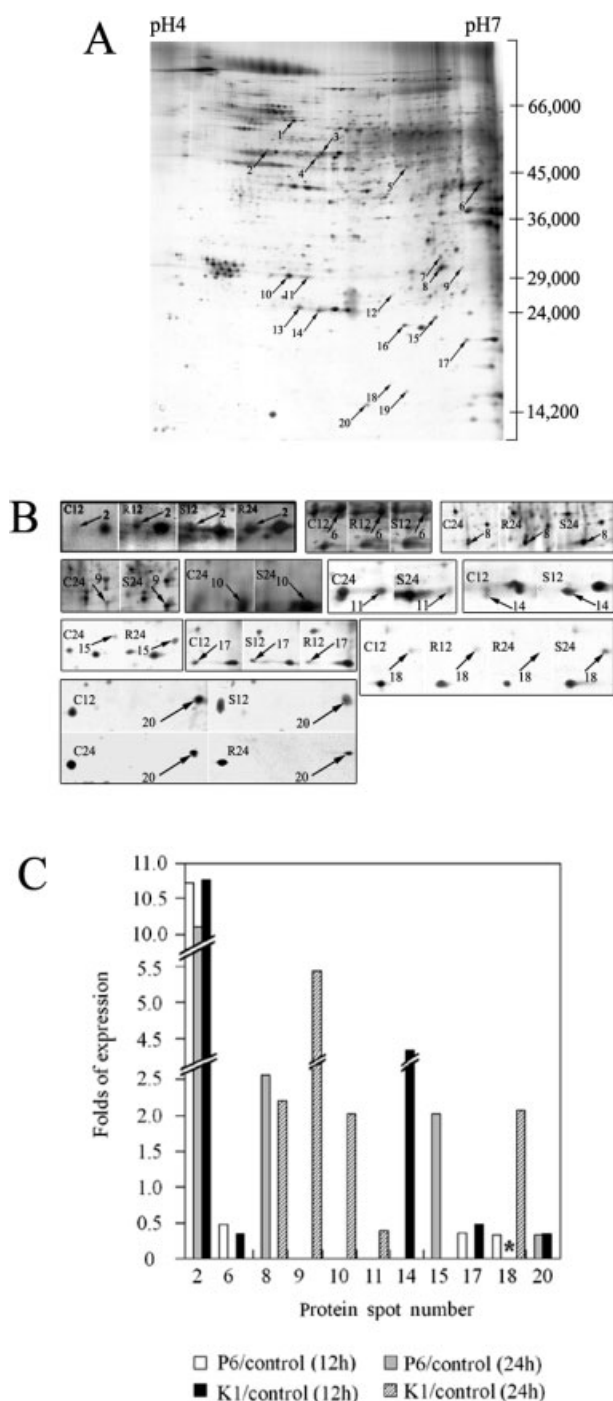 A
pH4
pH7
66,000
45,000
36,000
29,000
24,000
14,200
1
2
3
4
5
6
7
8
9
10
11
12
13
14
15
16
17
18
19
20
B
C12 2 R12 2 S12 2 R24 2
C12 6 R12 6 S12 6
C24 8 R24 8 S24 8
C24 9 S24 9
C24 10 S24 10
C24 11 S24 11
C12 14 S12 14
C24 15 R24 15
C12 17 S12 17 R12 17
C12 18 R12 18 R24 18 S24 18
C12 20 S12 20
C24 20 R24 20
C
11.0
10.5
10.0
5.5
4.5
2.5
2.0
1.5
1.0
0.5
0
Folds of expression
*
2 6 8 9 10 11 14 15 17 18 20
Protein spot number
P6/control (12h) P6/control (24h)
K1/control (12h) K1/control (24h)